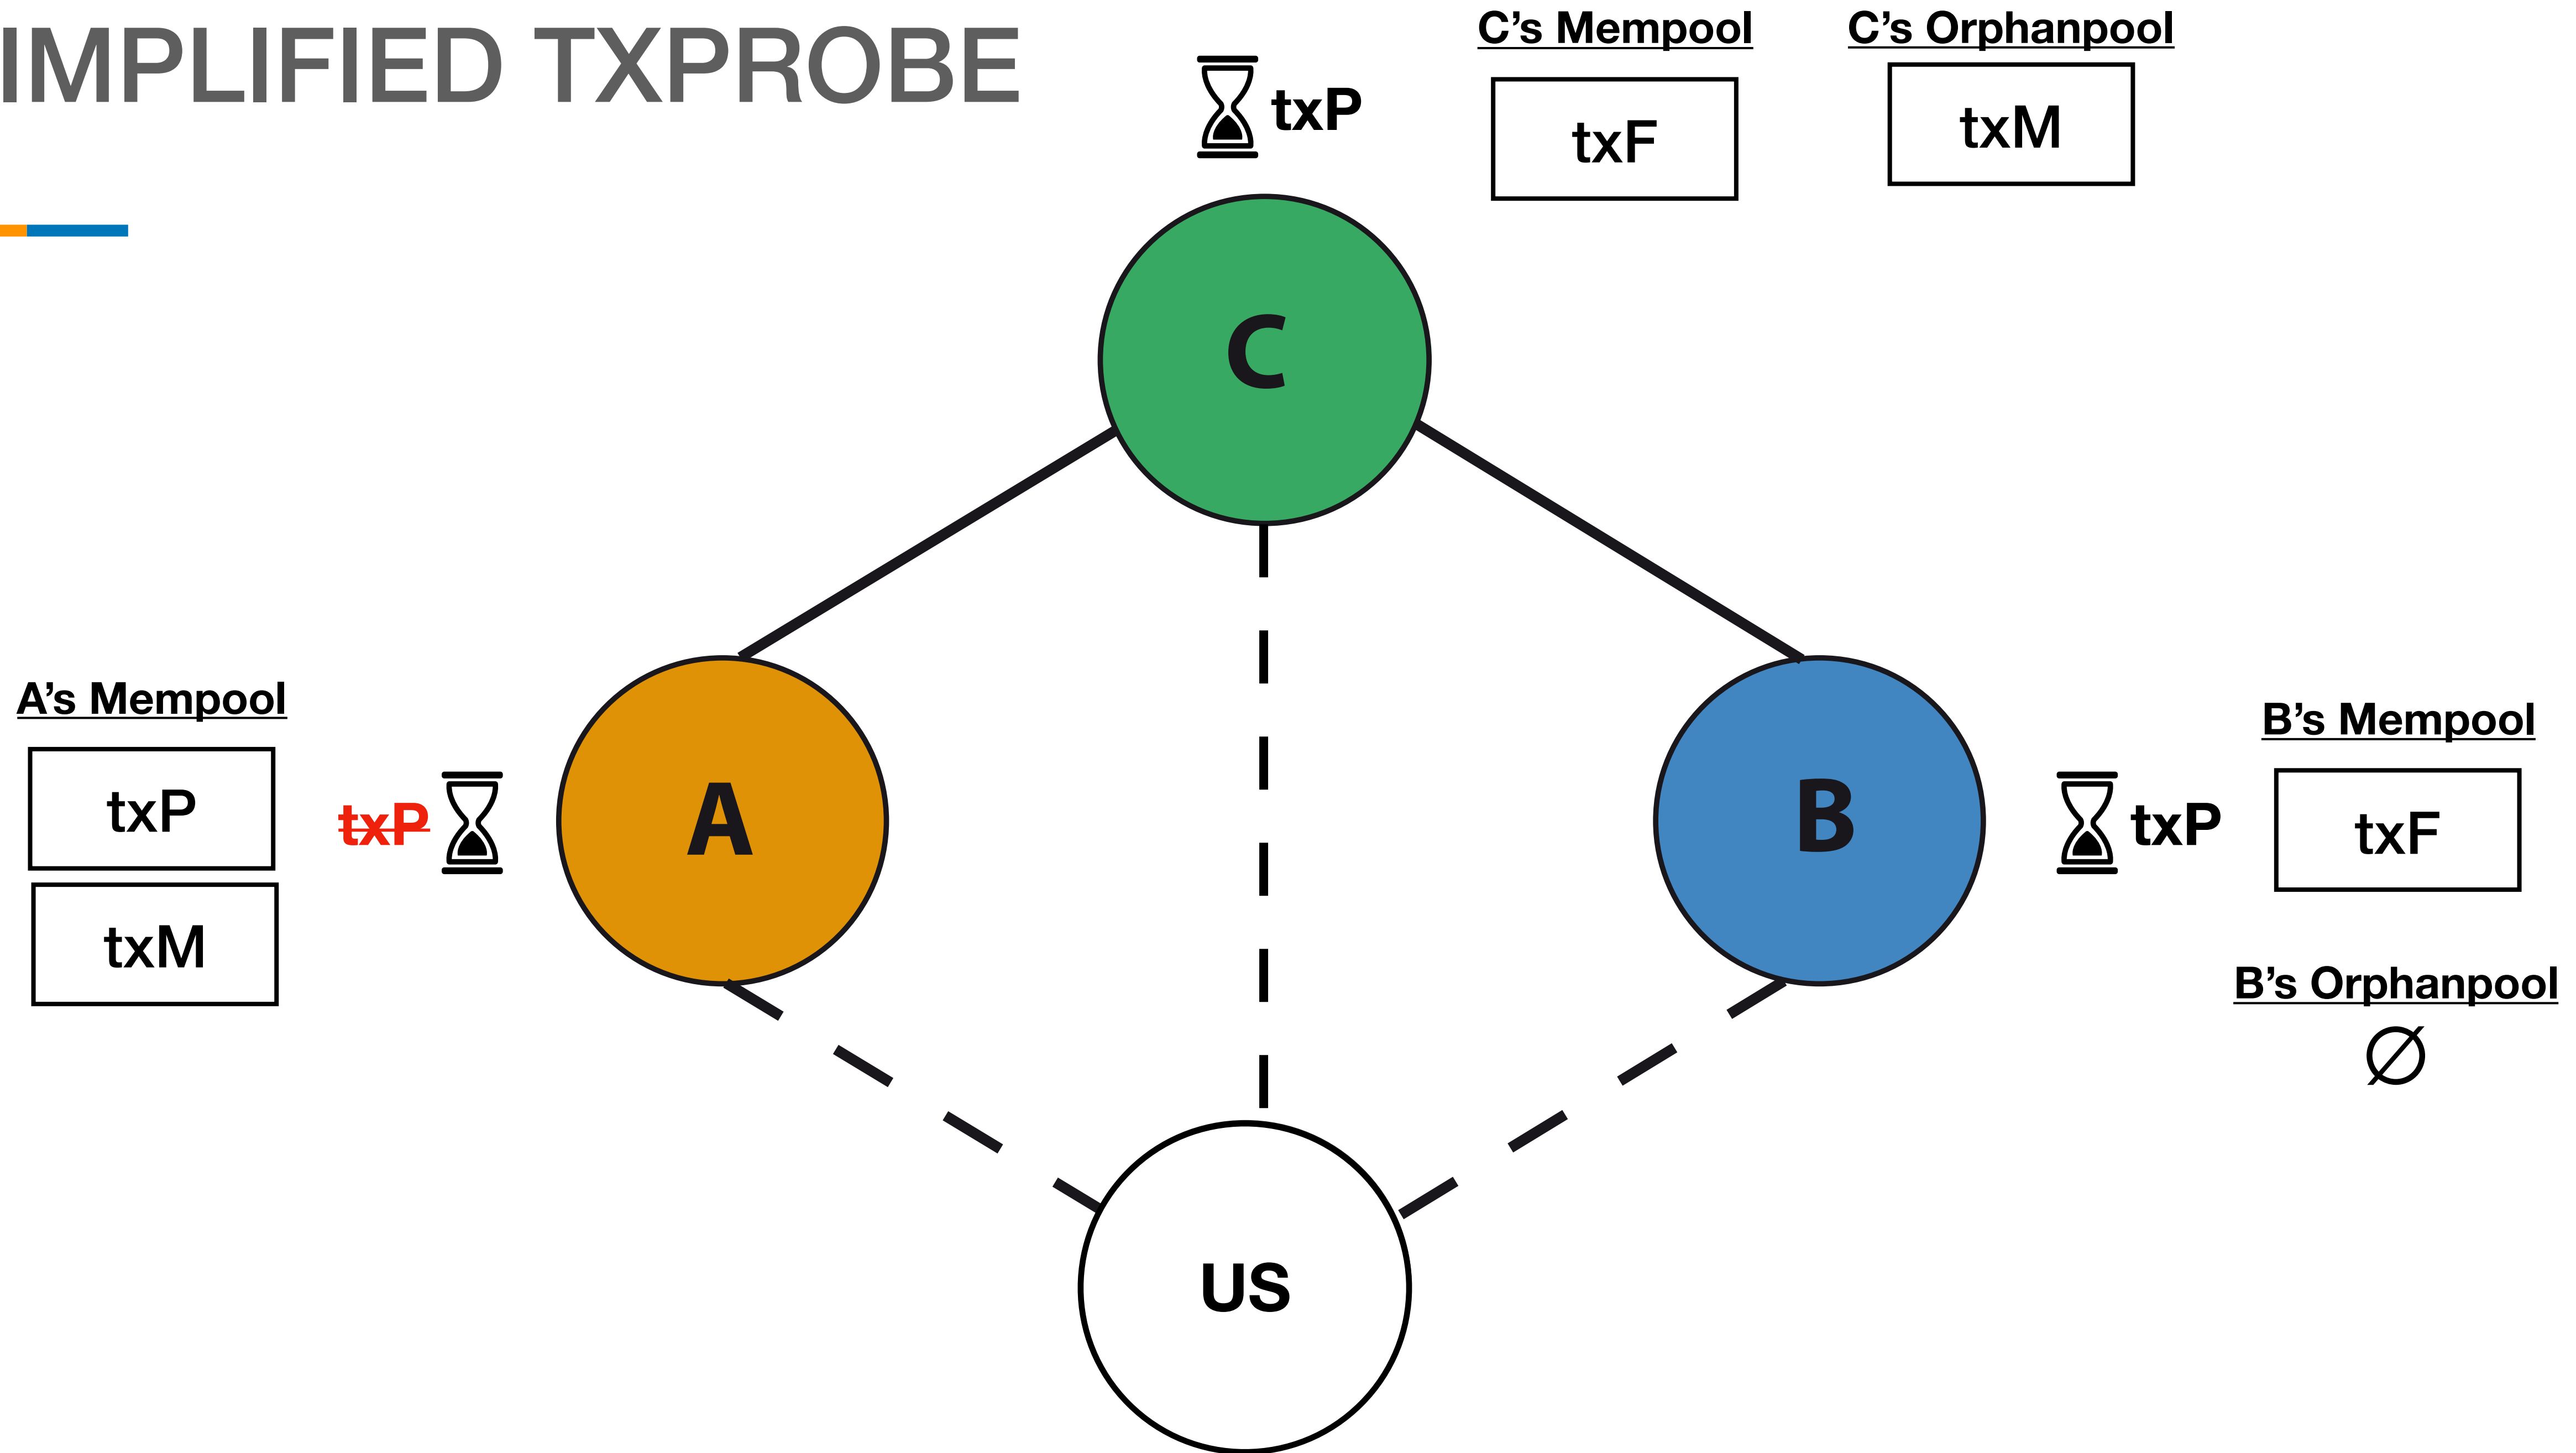 IMPLIFIED TXPROBE
C's Mempool
C's Orphanpool
txP
txF
txM
C
A's Mempool
txP
txM
txP
A
B
txP
B's Mempool
txF
B's Orphanpool
∅
US